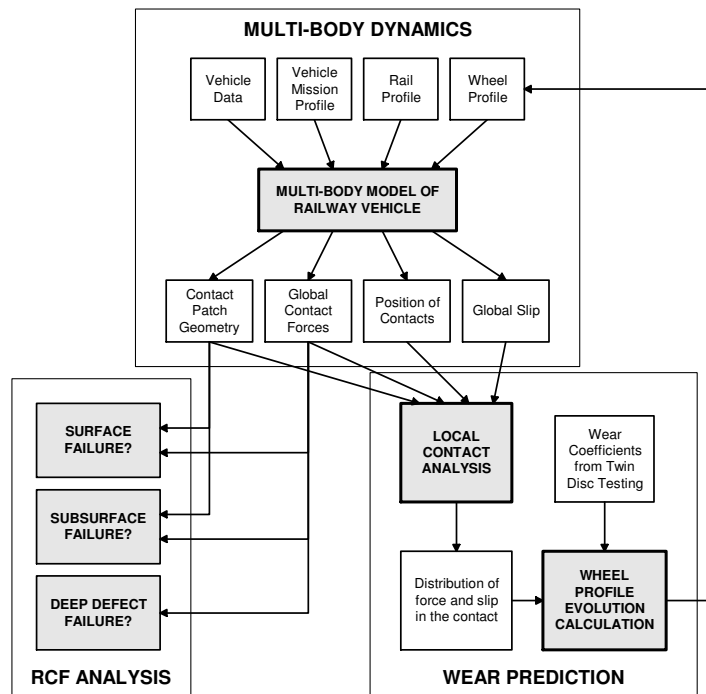 MULTI-BODY DYNAMICS
Vehicle
Data
Vehicle
Mission
Profile
Rail
Profile
Wheel
Profile
MULTI-BODY MODEL OF
RAILWAY VEHICLE
Contact
Patch
Geometry
Global
Contact
Forces
Position of
Contacts
Global Slip
SURFACE
FAILURE?
SUBSURFACE
FAILURE?
DEEP DEFECT
FAILURE?
RCF ANALYSIS
LOCAL
CONTACT
ANALYSIS
Wear
Coefficients
from Twin
Disc Testing
Distribution of
force and slip
in the contact
WHEEL
PROFILE
EVOLUTION
CALCULATION
WEAR PREDICTION